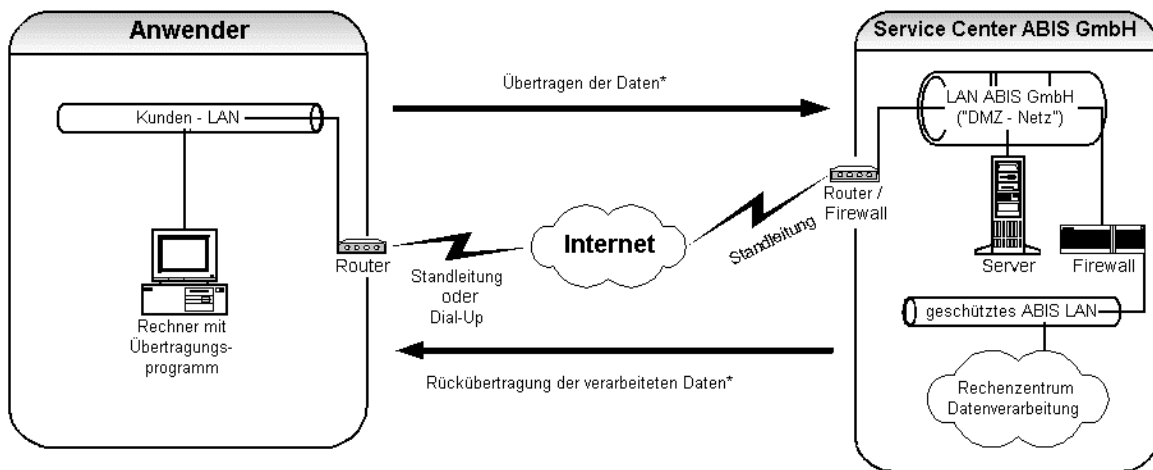 Anwender
Kunden - LAN
Rechner mit
Übertragungs-
programm
Router
Übertragen der Daten*
Standleitung
oder
Dial-Up
Internet
Standleitung
Rückübertragung der verarbeiteten Daten*
Service Center ABIS GmbH
LAN ABIS GmbH
("DMZ - Netz")
Router /
Firewall
Server
Firewall
geschütztes ABIS LAN
Rechenzentrum
Datenverarbeitung